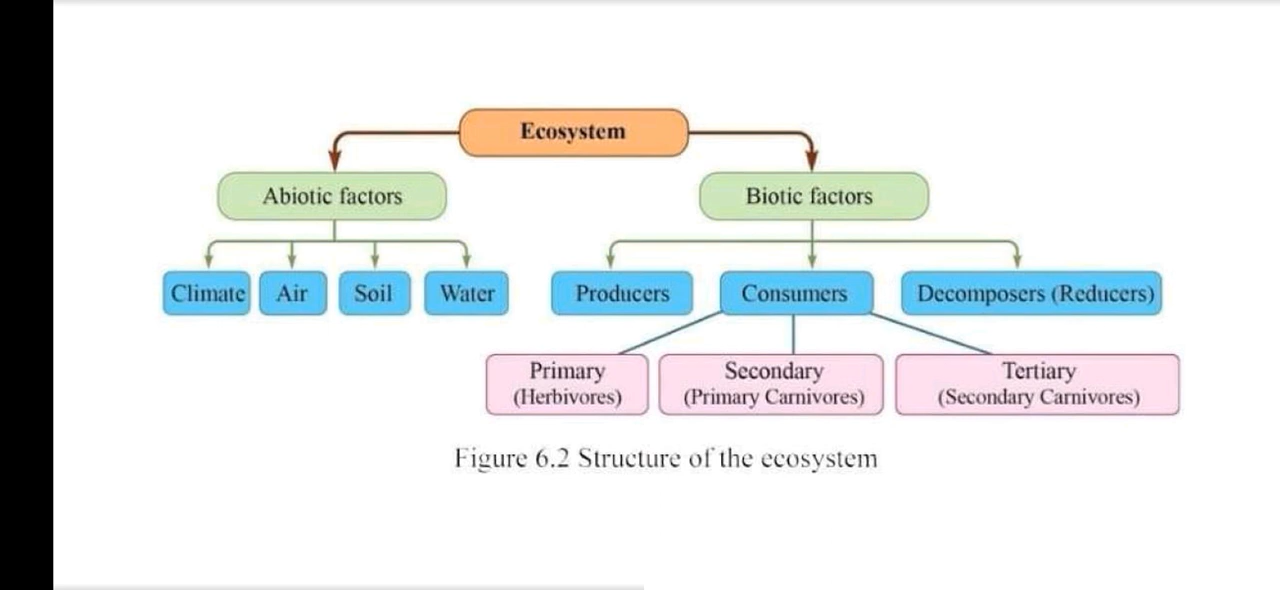 Ecosystem
Abiotic factors
Biotic factors
Climate
Air
Soil
Water
Producers
Consumers
Decomposers (Reducers)
Primary
(Herbivores)
Secondary
(Primary Carnivores)
Tertiary
(Secondary Carnivores)
Figure 6.2 Structure of the ecosystem